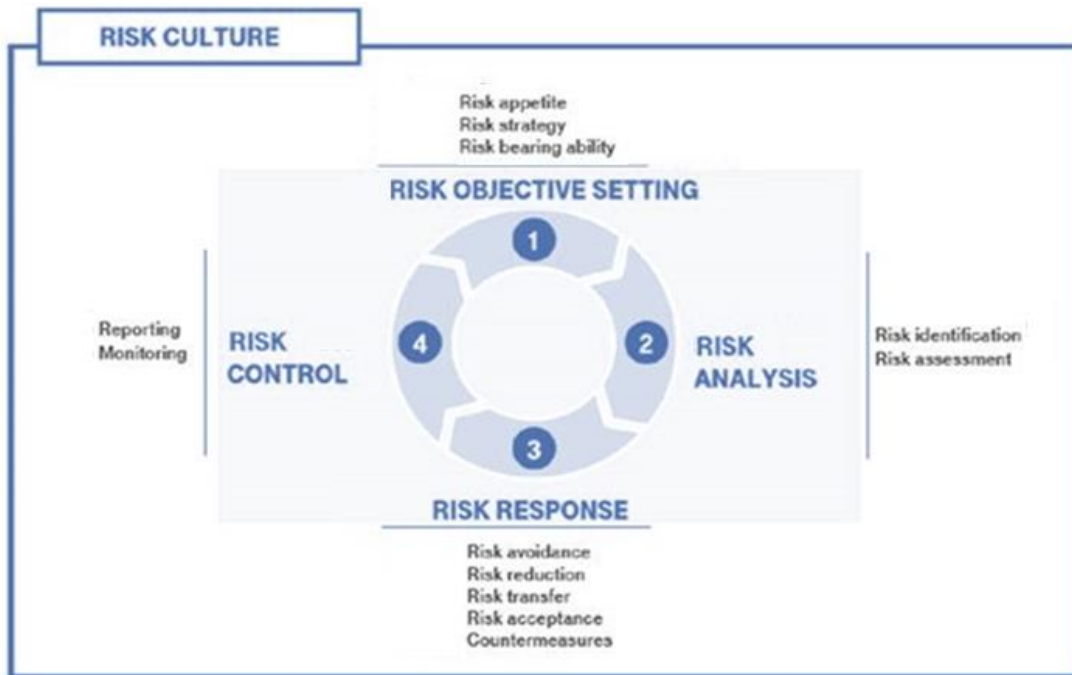 RISK CULTURE
Risk appetite
Risk strategy
Risk bearing ability
RISK OBJECTIVE SETTING
1
Reporting
Monitoring
RISK
CONTROL
4
2
RISK
ANALYSIS
Risk identification
Risk assessment
3
RISK RESPONSE
Risk avoidance
Risk reduction
Risk transfer
Risk acceptance
Countermeasures